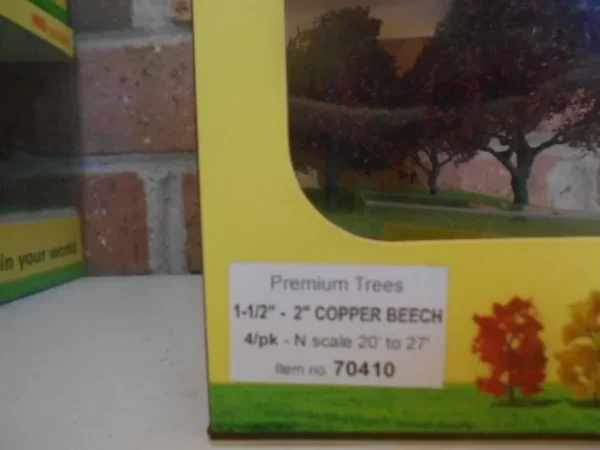 in your world
Premium Trees
1-1/2" - 2" COPPER BEECH
4/pk - N scale 20' to 27'
Item no 70410